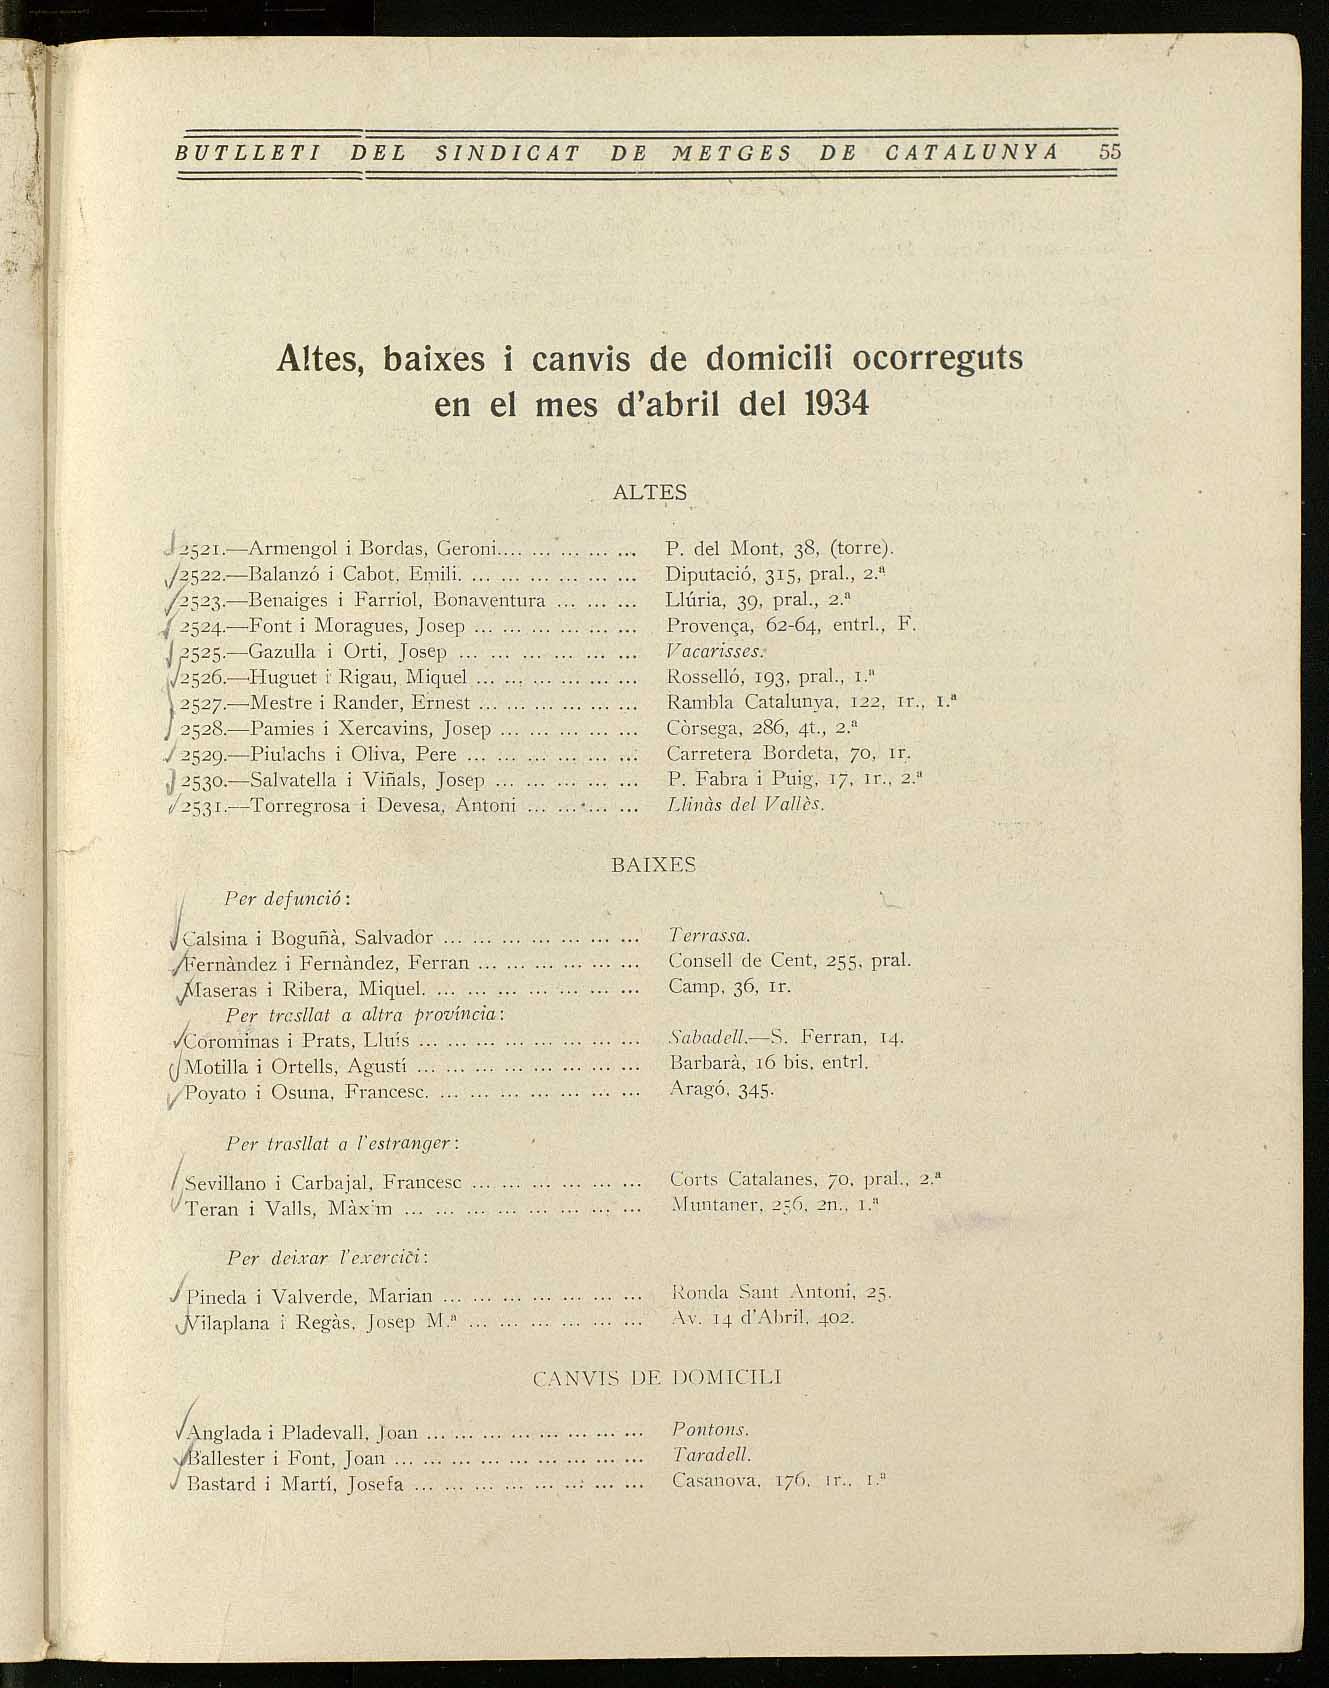 BUTLLETI DEL SINDICAT DE METGES DE CATALUNYA 55
Altes, baixes i canvis de domicili ocorreguts
en el mes d'abril del 1934
ALTES
2521.—Armengol i Bordas, Geroni.... ... ... ... ... P. del Mont, 38, (torre).
2522.—Balanzó i Cabot, Emili. ... ... ... ... ... ... Diputació, 315, pral., 2.ª
2523.—Benaiges i Farriol, Bonaventura ... ... ... Llúria, 39, pral., 2.ª
2524.—Font i Moragues, Josep ... ... ... ... ... ... Provença, 62-64, entrl., F.
2525.—Gazulla i Orti, Josep ... ... ... ... ... ... Vacarisses.
2526.—Huguet i Rigau, Miquel ... ... ... ... ... ... Rosselló, 193, pral., 1.ª
2527.—Mestre i Rander, Ernest ... ... ... ... ... ... Rambla Catalunya, 122, 1r., 1.ª
2528.—Pamies i Xercavins, Josep ... ... ... ... ... Còrsega, 286, 4t., 2.ª
2529.—Piulachs i Oliva, Pere ... ... ... ... ... ... Carretera Bordeta, 70, 1r.
2530.—Salvatella i Viñals, Josep ... ... ... ... ... P. Fabra i Puig, 17, 1r., 2.ª
2531.—Torregrosa i Devesa, Antoni ... ... ... ... Llinàs del Vallès.
BAIXES
Per defunció:
Calsina i Boguñà, Salvador ... ... ... ... ... ... ... Terrassa.
Fernàndez i Fernàndez, Ferran ... ... ... ... ... ... Consell de Cent, 255, pral.
Maseras i Ribera, Miquel. ... ... ... ... ... ... ... Camp, 36, 1r.
Per trasllat a altra província:
Corominas i Prats, Lluís ... ... ... ... ... ... ... ... Sabadell.—S. Ferran, 14.
Motilla i Ortells, Agustí ... ... ... ... ... ... ... ... Barbarà, 16 bis, entrl.
Poyato i Osuna, Francesc. ... ... ... ... ... ... ... Aragó, 345.
Per trasllat a l'estranger:
Sevillano i Carbajal, Francesc ... ... ... ... ... ... Corts Catalanes, 70, pral., 2.ª
Teran i Valls, Màxim ... ... ... ... ... ... ... ... Muntaner, 256, 2n., 1.ª
Per deixar l'exercici:
Pineda i Valverde, Marian ... ... ... ... ... ... ... Ronda Sant Antoni, 25.
Vilaplana i Regàs, Josep M.ª ... ... ... ... ... ... Av. 14 d'Abril, 402.
CANVIS DE DOMICILI
Anglada i Pladevall, Joan ... ... ... ... ... ... ... ... Pontons.
Ballester i Font, Joan ... ... ... ... ... ... ... ... ... Taradell.
Bastard i Martí, Josefa ... ... ... ... ... ... ... ... Casanova, 176, 1r., 1.ª